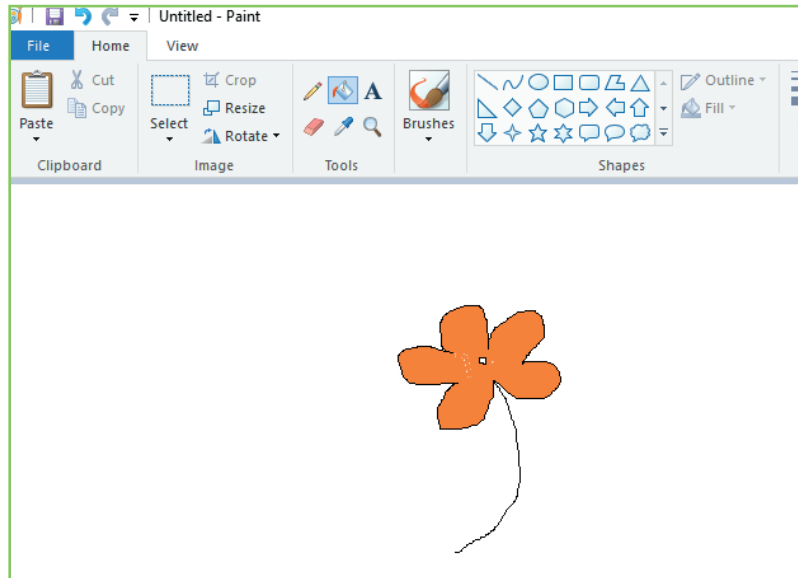 Untitled - Paint
File Home View
Paste
Cut
Copy
Clipboard
Select
Crop
Resize
Rotate
Image
A
Tools
Brushes
Shapes
Outline
Fill